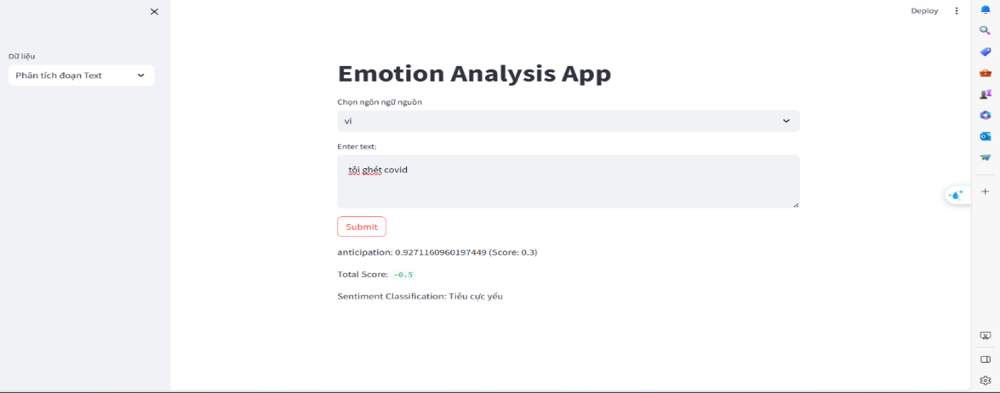 Deploy
Dữ liệu
Phân tích đoạn Text
Emotion Analysis App
Chọn ngôn ngữ nguồn
vi
Enter text:
tôi ghét covid
Submit
anticipation: 0.9271160960197449 (Score: 0.3)
Total Score: -0.5
Sentiment Classification: Tiêu cực yếu